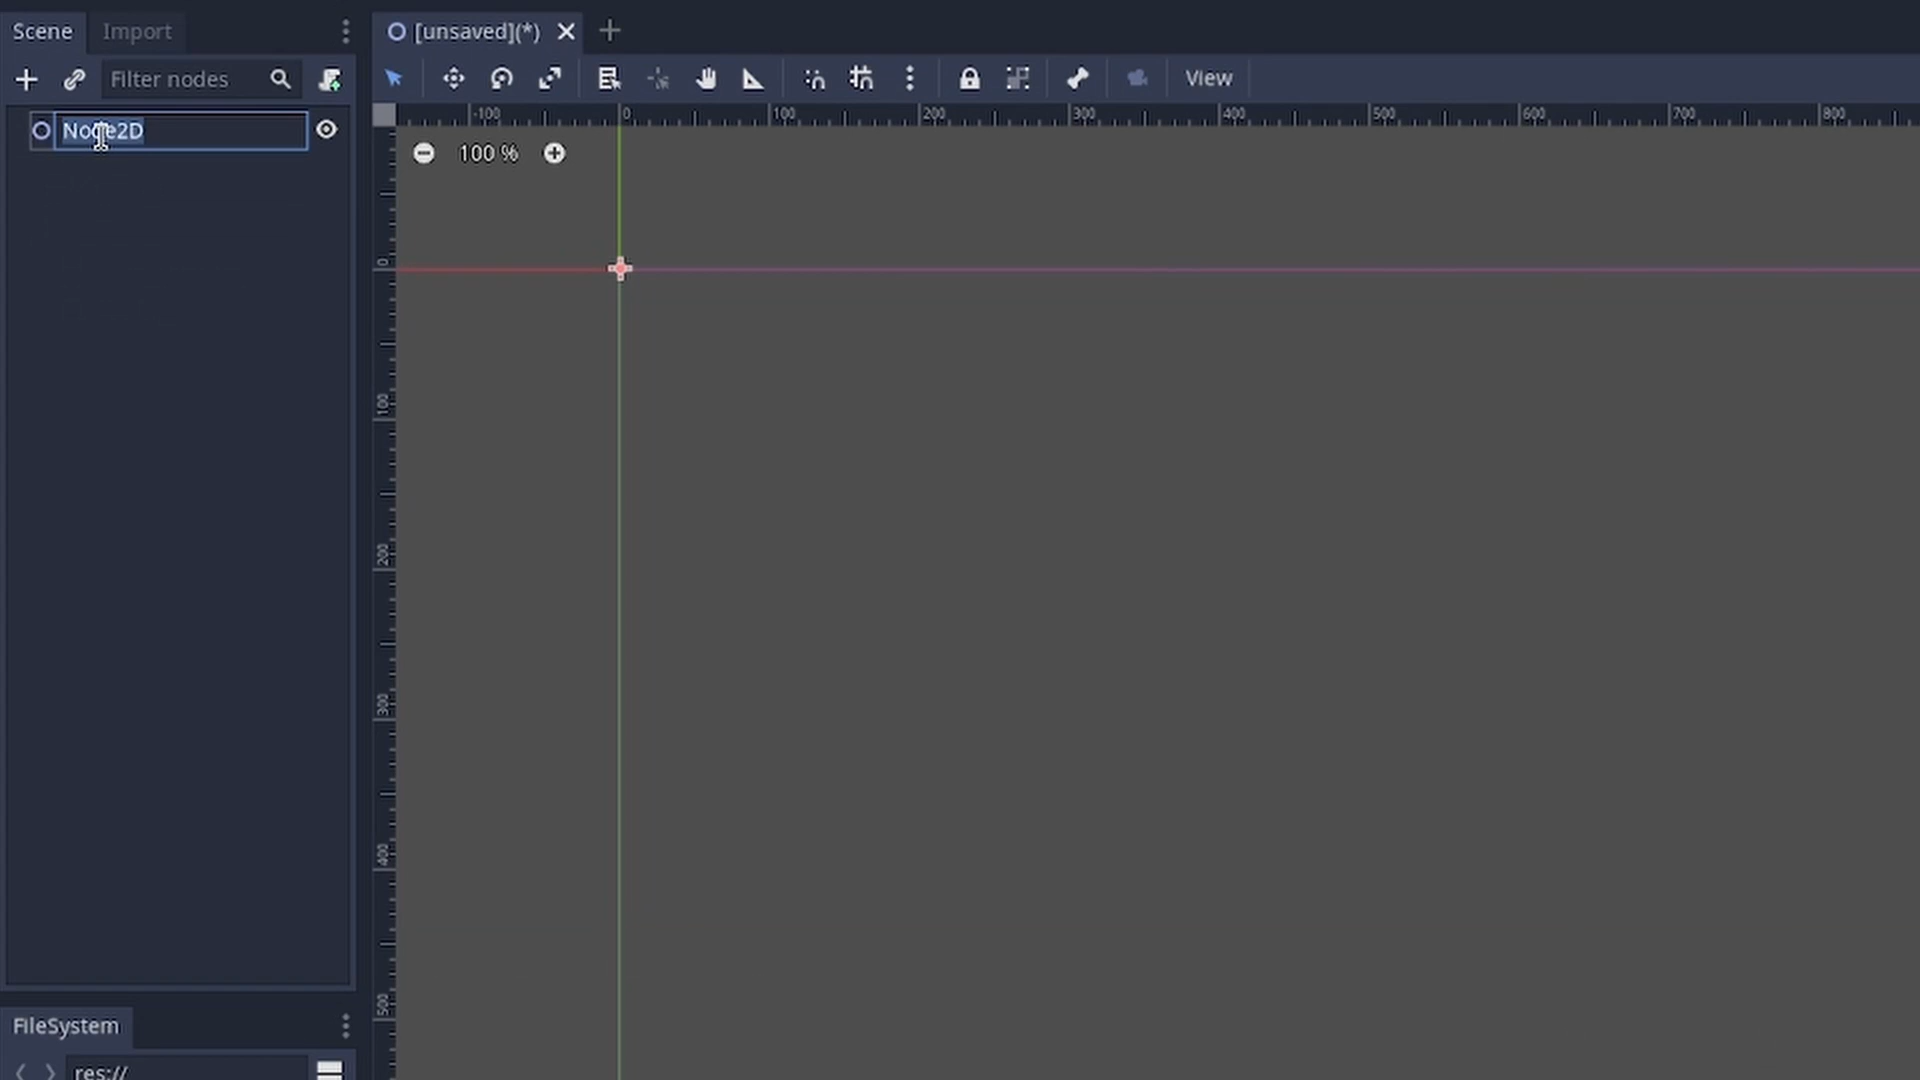 Scene Import
[unsaved](*)
Filter nodes
View
-100 0 100 200 300 400 500 600 700 800
Node2D
100 %
0
100
200
300
400
500
FileSystem
res://